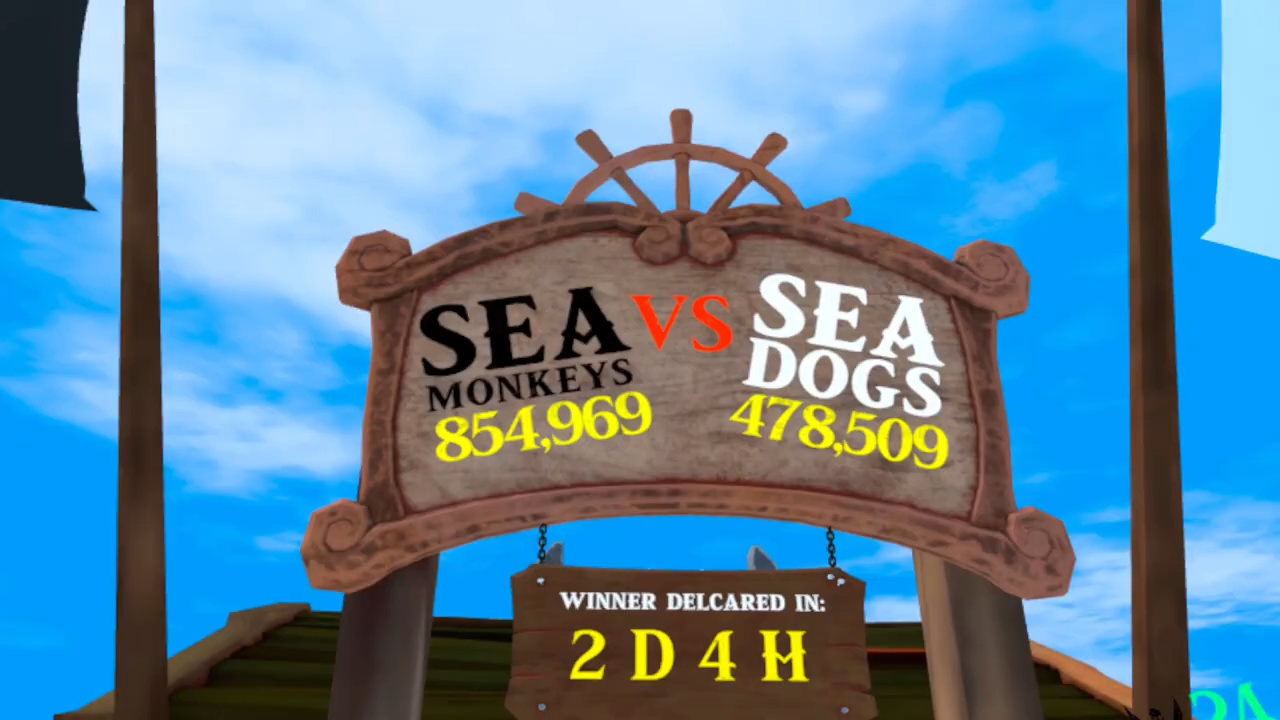 SEA VS SEA
MONKEYS DOGS
854,969 478,509
WINNER DELCARED IN:
2 D 4 H